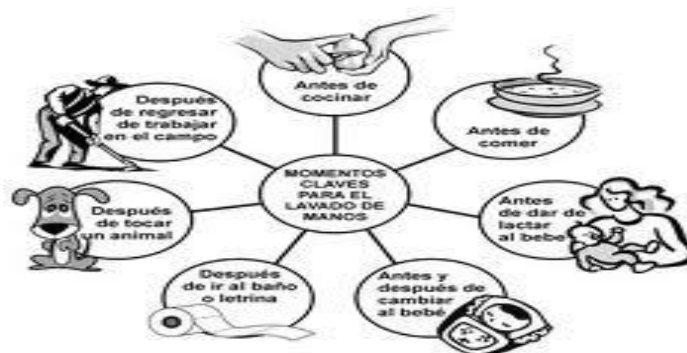 MOMENTOS
CLAVES
PARA EL
LAVADO DE
MANOS
Antes de
cocinar
Antes de
comer
Antes
de dar de
lactar
al bebe
Antes y
después de
cambiar
al bebé
Después
de ir al baño
o letrina
Después
de tocar
un animal
Después
de regresar
de trabajar
en el campo